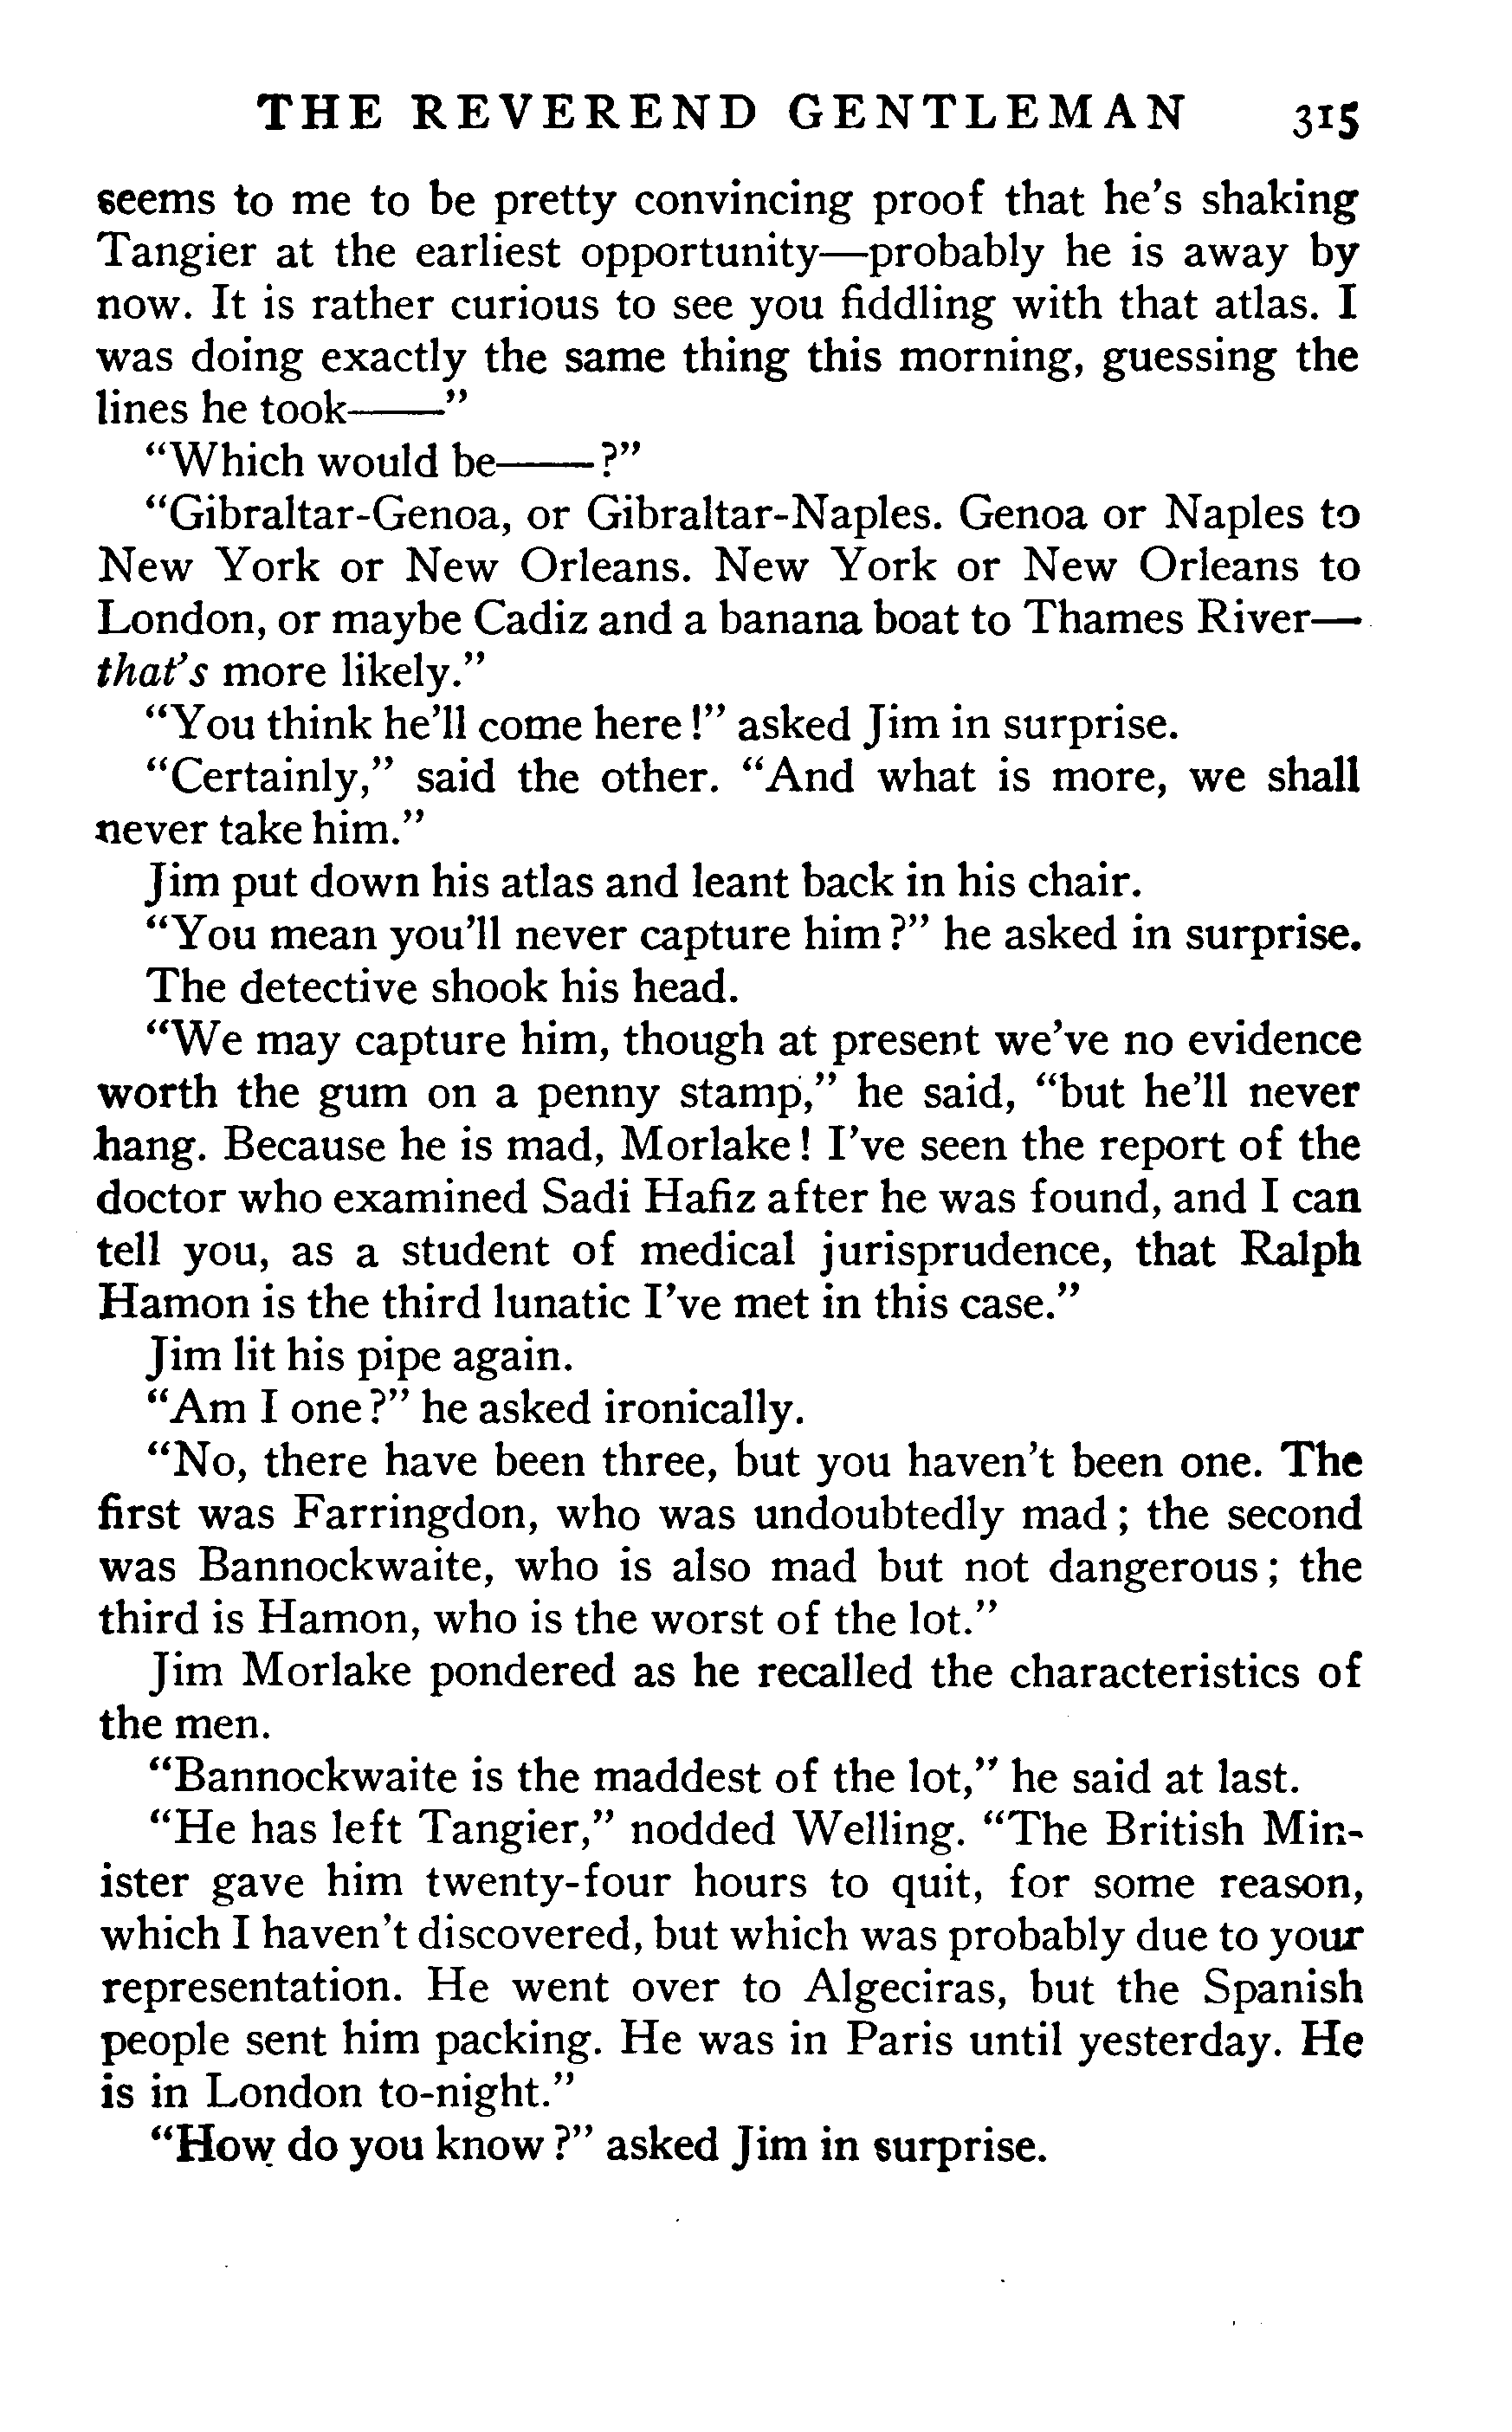 THE REVEREND GENTLEMAN 315
seems to me to be pretty convincing proof that he's shaking
Tangier at the earliest opportunity—probably he is away by
now. It is rather curious to see you fiddling with that atlas. I
was doing exactly the same thing this morning, guessing the
lines he took——"
"Which would be——?"
"Gibraltar-Genoa, or Gibraltar-Naples. Genoa or Naples to
New York or New Orleans. New York or New Orleans to
London, or maybe Cadiz and a banana boat to Thames River—
that's more likely."
"You think he'll come here!" asked Jim in surprise.
"Certainly," said the other. "And what is more, we shall
never take him."
Jim put down his atlas and leant back in his chair.
"You mean you'll never capture him?" he asked in surprise.
The detective shook his head.
"We may capture him, though at present we've no evidence
worth the gum on a penny stamp," he said, "but he'll never
hang. Because he is mad, Morlake! I've seen the report of the
doctor who examined Sadi Hafiz after he was found, and I can
tell you, as a student of medical jurisprudence, that Ralph
Hamon is the third lunatic I've met in this case."
Jim lit his pipe again.
"Am I one?" he asked ironically.
"No, there have been three, but you haven't been one. The
first was Farringdon, who was undoubtedly mad; the second
was Bannockwaite, who is also mad but not dangerous; the
third is Hamon, who is the worst of the lot."
Jim Morlake pondered as he recalled the characteristics of
the men.
"Bannockwaite is the maddest of the lot," he said at last.
"He has left Tangier," nodded Welling. "The British Min-
ister gave him twenty-four hours to quit, for some reason,
which I haven't discovered, but which was probably due to your
representation. He went over to Algeciras, but the Spanish
people sent him packing. He was in Paris until yesterday. He
is in London to-night."
"How do you know?" asked Jim in surprise.